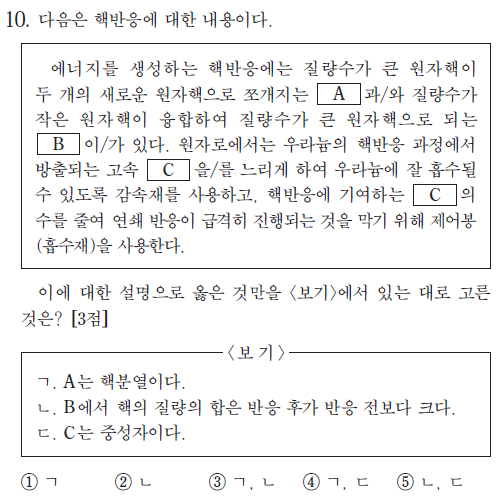 10. 다음은 핵반응에 대한 내용이다.
에너지를 생성하는 핵반응에는 질량수가 큰 원자핵이
두 개의 새로운 원자핵으로 쪼개지는 A 과/와 질량수가
작은 원자핵이 융합하여 질량수가 큰 원자핵으로 되는
B 이/가 있다. 원자로에서는 우라늄의 핵반응 과정에서
방출되는 고속 C 을/를 느리게 하여 우라늄에 잘 흡수될
수 있도록 감속재를 사용하고, 핵반응에 기여하는 C 의
수를 줄여 연쇄 반응이 급격히 진행되는 것을 막기 위해 제어봉
(흡수재)을 사용한다.
이에 대한 설명으로 옳은 것만을 〈보기〉에서 있는 대로 고른
것은? [3점]
〈보 기〉
ㄱ. A는 핵분열이다.
ㄴ. B에서 핵의 질량의 합은 반응 후가 반응 전보다 크다.
ㄷ. C는 중성자이다.
① ㄱ ② ㄴ ③ ㄱ, ㄴ ④ ㄱ, ㄷ ⑤ ㄴ, ㄷ